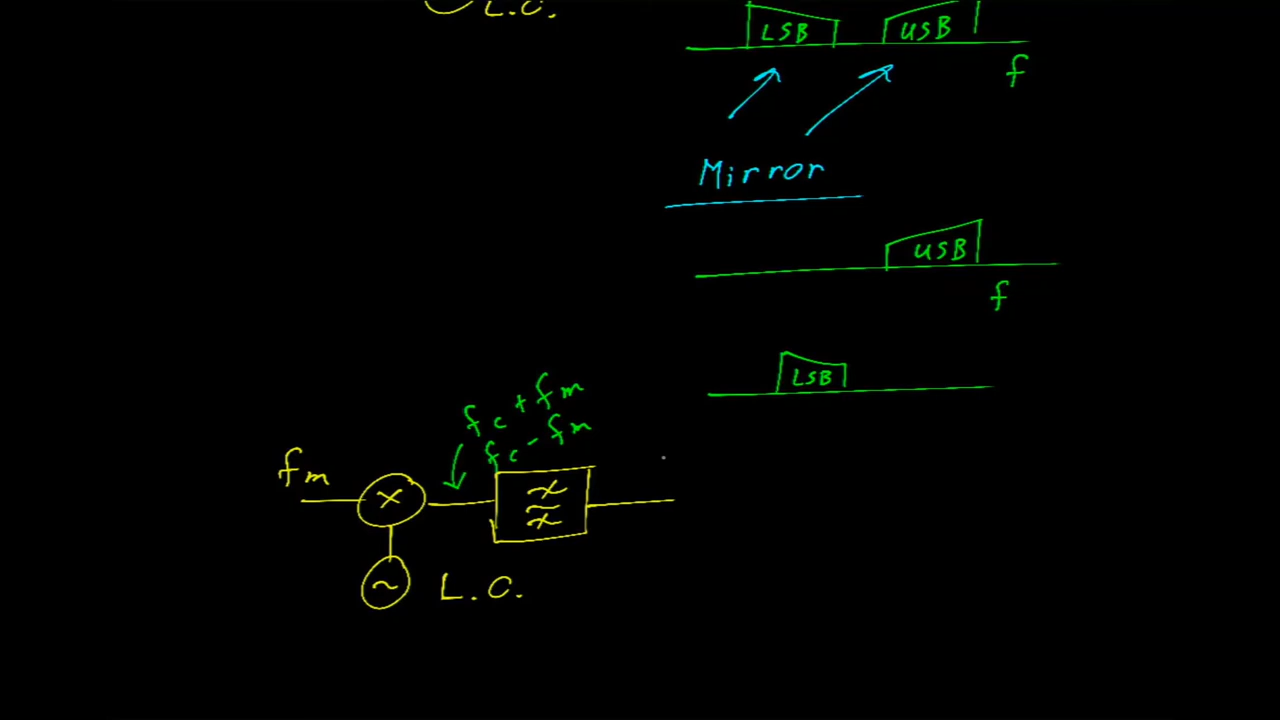 L.O.
LSB USB
f
Mirror
USB
f
LSB
fc + fm
fc - fm
fm
X
~
L.O.